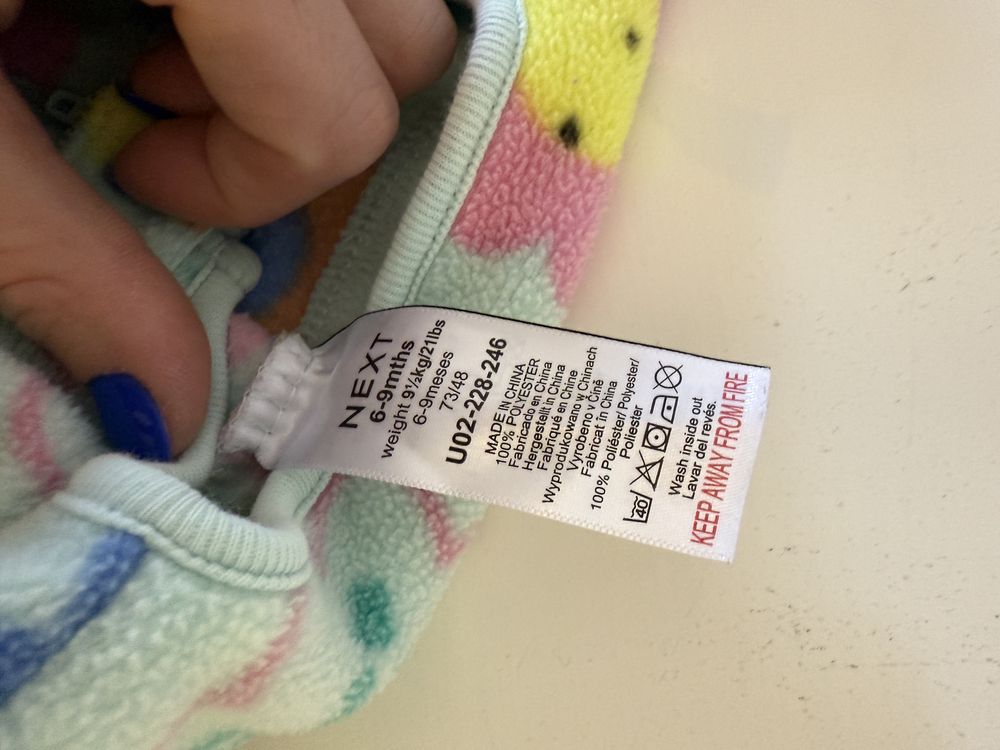 NEXT
6-9mths
weight 9½kg/21lbs
6-9meses
73/48
U02-228-246
MADE IN CHINA
100% POLYESTER
Fabricado en China
Hergestellt in China
Fabriqué en Chine
Wyprodukowano w Chinach
Vyrobeno v Číně
Fabricat în China
100% Poliéster/ Polyester/
Poliester
40
Wash inside out
Lavar del revés.
KEEP AWAY FROM FIRE